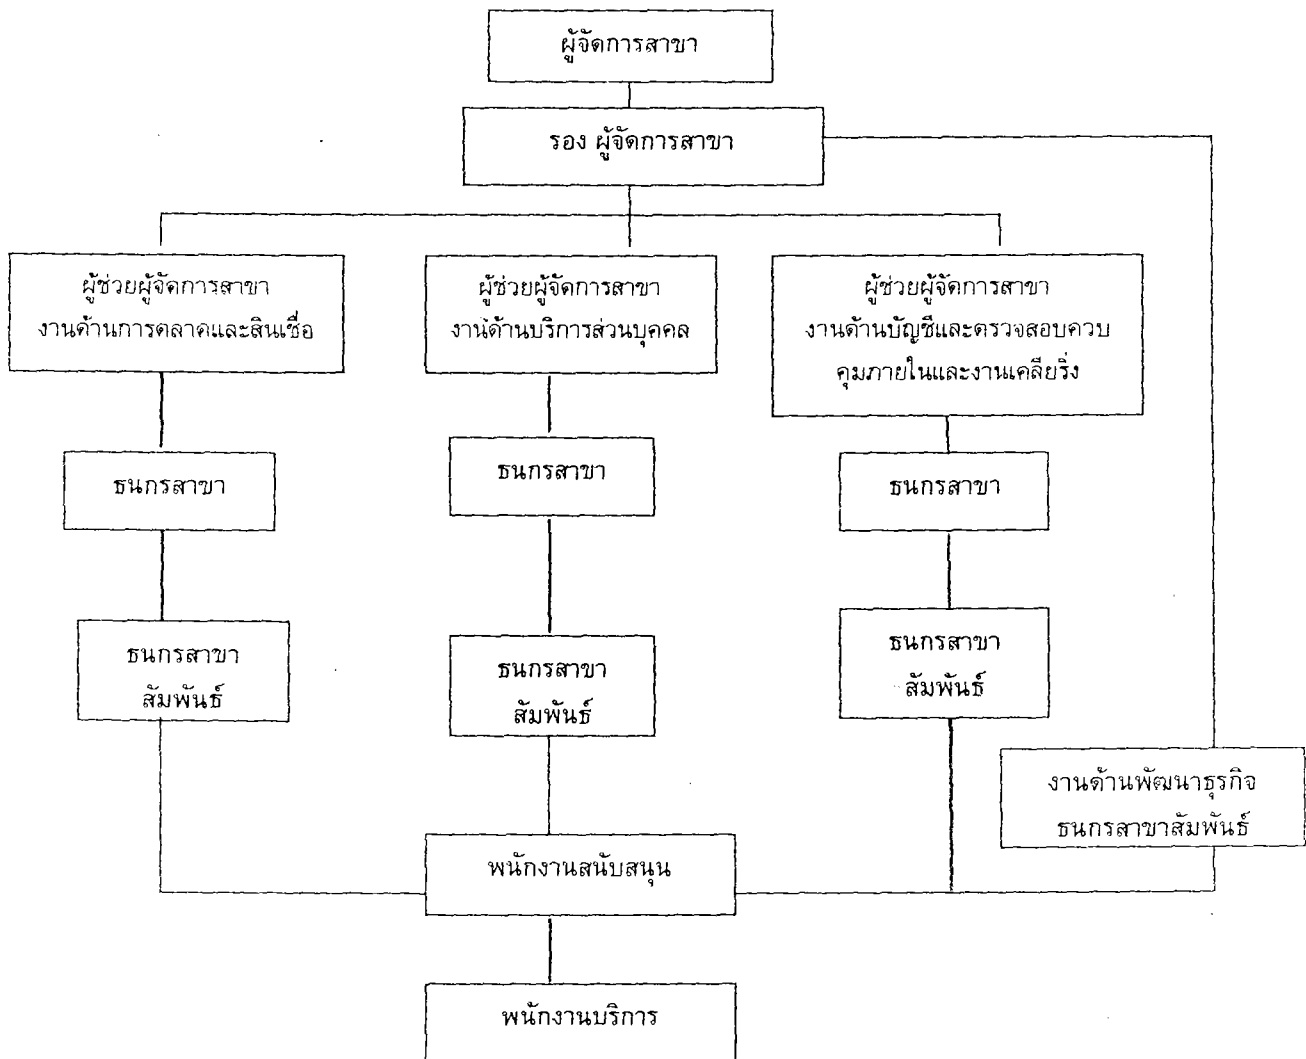 ผู้จัดการสาขา
รอง ผู้จัดการสาขา
ผู้ช่วยผู้จัดการสาขา
งานด้านการตลาดและสินเชื่อ
ผู้ช่วยผู้จัดการสาขา
งานด้านบริการส่วนบุคคล
ผู้ช่วยผู้จัดการสาขา
งานด้านบัญชีและตรวจสอบควบ
คุมภายในและงานเคลียริ่ง
ธนกรสาขา
ธนกรสาขา
ธนกรสาขา
ธนกรสาขา
สัมพันธ์
ธนกรสาขา
สัมพันธ์
ธนกรสาขา
สัมพันธ์
งานด้านพัฒนาธุรกิจ
ธนกรสาขาสัมพันธ์
พนักงานสนับสนุน
พนักงานบริการ